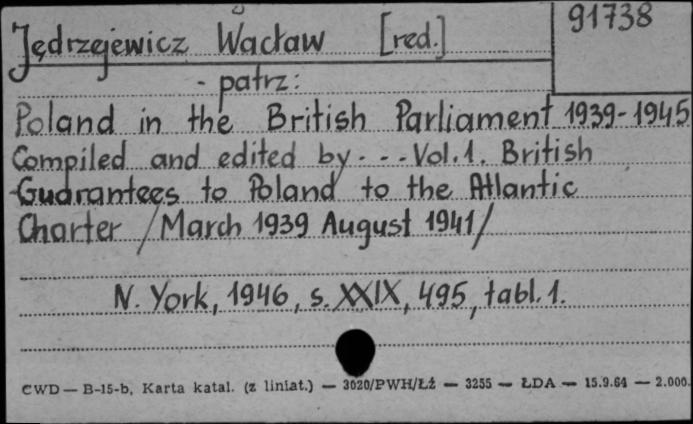 91738
Jędrzejewicz Wacław [red.]
- patrz:
Poland in the British Parliament 1939-1945
Compiled and edited by - - - Vol.1. British
Guarantees to Poland to the Atlantic
Charter /March 1939 August 1941/
N. York, 1946, s. XXIX, 495, tabl. 1.
CWD — B-15-b, Karta katal. (z liniat.) — 3020/PWH/ŁŻ — 3255 — ŁDA — 15.9.64 — 2.000.